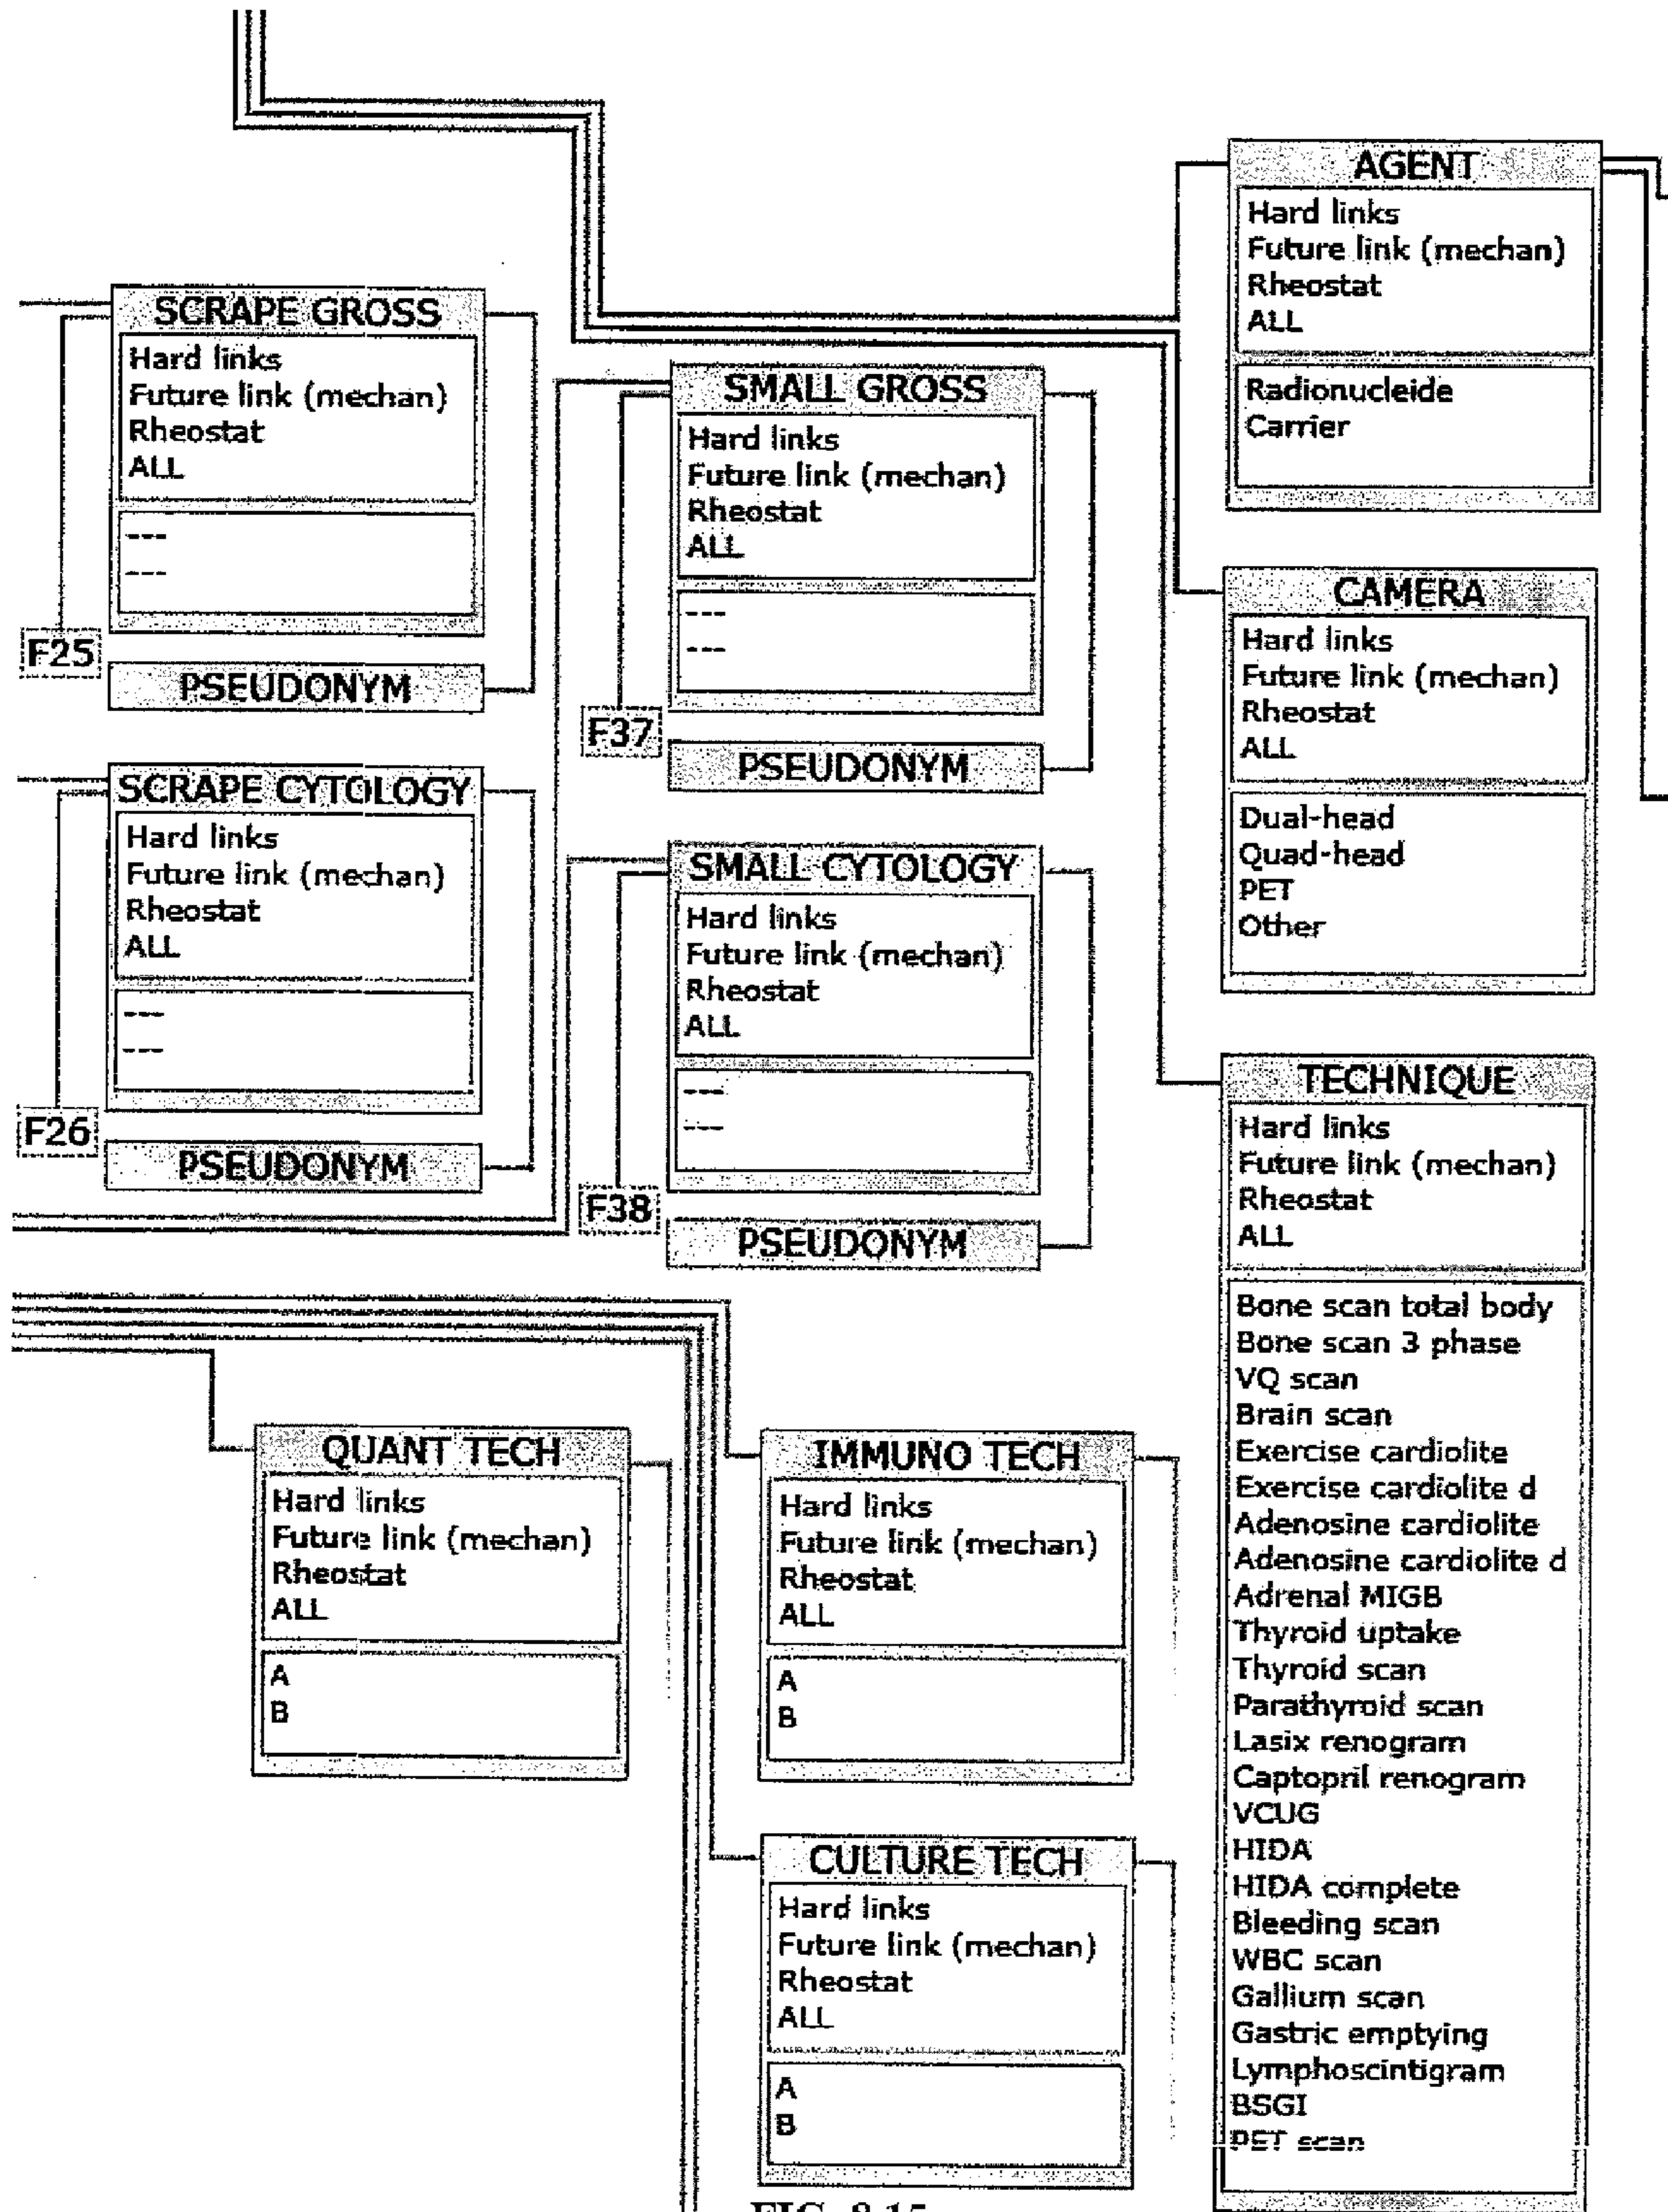 SCRAPE GROSS
Hard links
Future link (mechan)
Rheostat
ALL
---
---
F25
PSEUDONYM
SCRAPE CYTOLOGY
Hard links
Future link (mechan)
Rheostat
ALL
---
---
F26
PSEUDONYM
SMALL GROSS
Hard links
Future link (mechan)
Rheostat
ALL
---
---
F37
PSEUDONYM
SMALL CYTOLOGY
Hard links
Future link (mechan)
Rheostat
ALL
---
---
F38
PSEUDONYM
AGENT
Hard links
Future link (mechan)
Rheostat
ALL
Radionucleide
Carrier
CAMERA
Hard links
Future link (mechan)
Rheostat
ALL
Dual-head
Quad-head
PET
Other
TECHNIQUE
Hard links
Future link (mechan)
Rheostat
ALL
Bone scan total body
Bone scan 3 phase
VQ scan
Brain scan
Exercise cardiolite
Exercise cardiolite d
Adenosine cardiolite
Adenosine cardiolite d
Adrenal MIGB
Thyroid uptake
Thyroid scan
Parathyroid scan
Lasix renogram
Captopril renogram
VCUG
HIDA
HIDA complete
Bleeding scan
WBC scan
Gallium scan
Gastric emptying
Lymphoscintigram
BSGI
PET scan
QUANT TECH
Hard links
Future link (mechan)
Rheostat
ALL
A
B
IMMUNO TECH
Hard links
Future link (mechan)
Rheostat
ALL
A
B
CULTURE TECH
Hard links
Future link (mechan)
Rheostat
ALL
A
B
FIG. 8.15